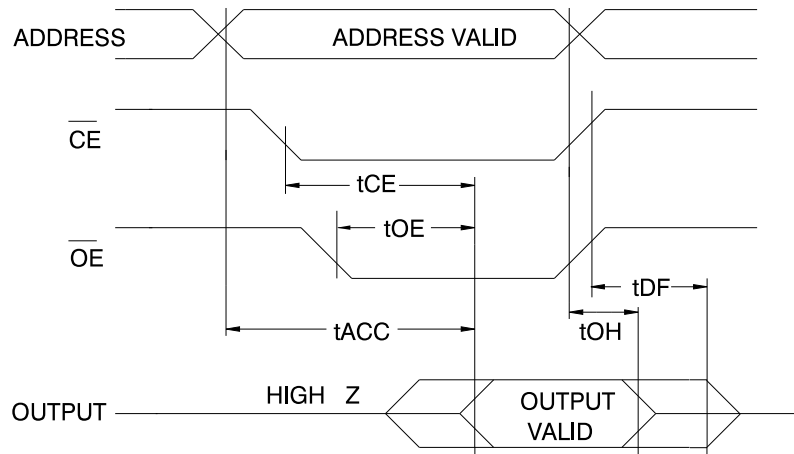 ADDRESS
ADDRESS VALID
CE
tCE
tOE
OE
tDF
tACC
tOH
HIGH Z
OUTPUT
OUTPUT
VALID